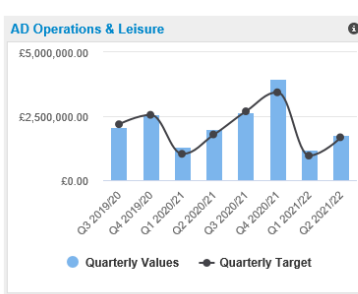 AD Operations & Leisure
£5,000,000.00
£2,500,000.00
£0.00
Q3 2019/20
Q4 2019/20
Q1 2020/21
Q2 2020/21
Q3 2020/21
Q4 2020/21
Q1 2021/22
Q2 2021/22
Quarterly Values
Quarterly Target